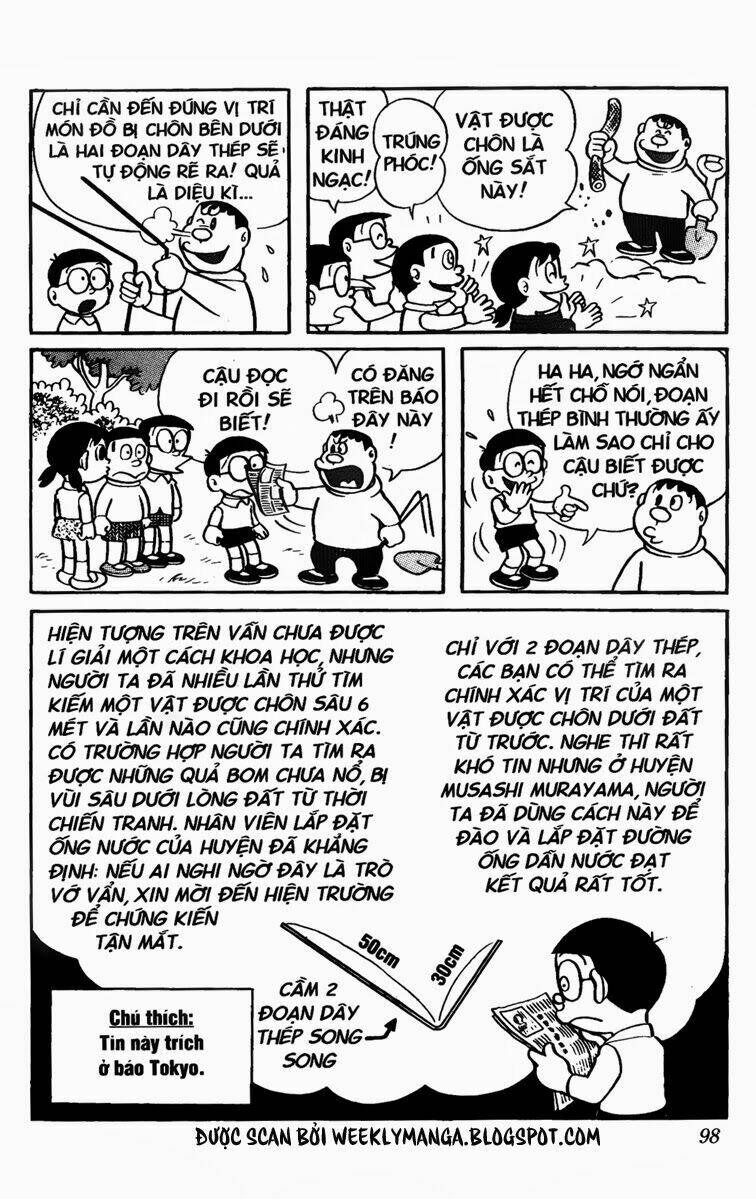 VẬT ĐƯỢC
CHÔN LÀ
ỐNG SẮT
NÀY!
TRÚNG
PHÓC!
THẬT
ĐÁNG
KINH
NGẠC!
CHỈ CẦN ĐẾN ĐÚNG VỊ TRÍ
MÓN ĐỒ BỊ CHÔN BÊN DƯỚI
LÀ HAI ĐOẠN DÂY THÉP SẼ
TỰ ĐỘNG RẼ RA! QUẢ
LÀ DIỆU KÌ...
HA HA, NGỚ NGẨN
HẾT CHỖ NÓI, ĐOẠN
THÉP BÌNH THƯỜNG ẤY
LÀM SAO CHỈ CHO
CẬU BIẾT ĐƯỢC
CHỨ?
CÓ ĐĂNG
TRÊN BÁO
ĐÂY NÀY
!
CẬU ĐỌC
ĐI RỒI SẼ
BIẾT!
CHỈ VỚI 2 ĐOẠN DÂY THÉP,
CÁC BẠN CÓ THỂ TÌM RA
CHÍNH XÁC VỊ TRÍ CỦA MỘT
VẬT ĐƯỢC CHÔN DƯỚI ĐẤT
TỪ TRƯỚC. NGHE THÌ RẤT
KHÓ TIN NHƯNG Ở HUYỆN
MUSASHI MURAYAMA, NGƯỜI
TA ĐÃ DÙNG CÁCH NÀY ĐỂ
ĐÀO VÀ LẮP ĐẶT ĐƯỜNG
ỐNG DẪN NƯỚC ĐẠT
KẾT QUẢ RẤT TỐT.
HIỆN TƯỢNG TRÊN VẪN CHƯA ĐƯỢC
LÍ GIẢI MỘT CÁCH KHOA HỌC, NHƯNG
NGƯỜI TA ĐÃ NHIỀU LẦN THỬ TÌM
KIẾM MỘT VẬT ĐƯỢC CHÔN SÂU 6
MÉT VÀ LẦN NÀO CŨNG CHÍNH XÁC.
CÓ TRƯỜNG HỢP NGƯỜI TA TÌM RA
ĐƯỢC NHỮNG QUẢ BOM CHƯA NỔ, BỊ
VÙI SÂU DƯỚI LÒNG ĐẤT TỪ THỜI
CHIẾN TRANH. NHÂN VIÊN LẮP ĐẶT
ỐNG NƯỚC CỦA HUYỆN ĐÃ KHẲNG
ĐỊNH: NẾU AI NGHI NGỜ ĐÂY LÀ TRÒ
VỚ VẨN, XIN MỜI ĐẾN HIỆN TRƯỜNG
ĐỂ CHỨNG KIẾN
TẬN MẮT.
50cm
30cm
CẦM 2
ĐOẠN DÂY
THÉP SONG
SONG
Chú thích:
Tin này trích
ở báo Tokyo.
ĐƯỢC SCAN BỞI WEEKLYMANGA.BLOGSPOT.COM
98